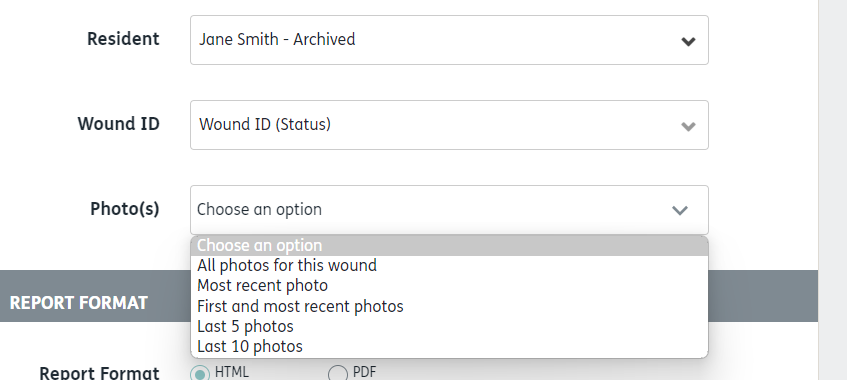 Resident
Jane Smith - Archived
Wound ID
Wound ID (Status)
Photo(s)
Choose an option
Choose an option
All photos for this wound
Most recent photo
First and most recent photos
Last 5 photos
Last 10 photos
REPORT FORMAT
Report Format
HTML
PDF